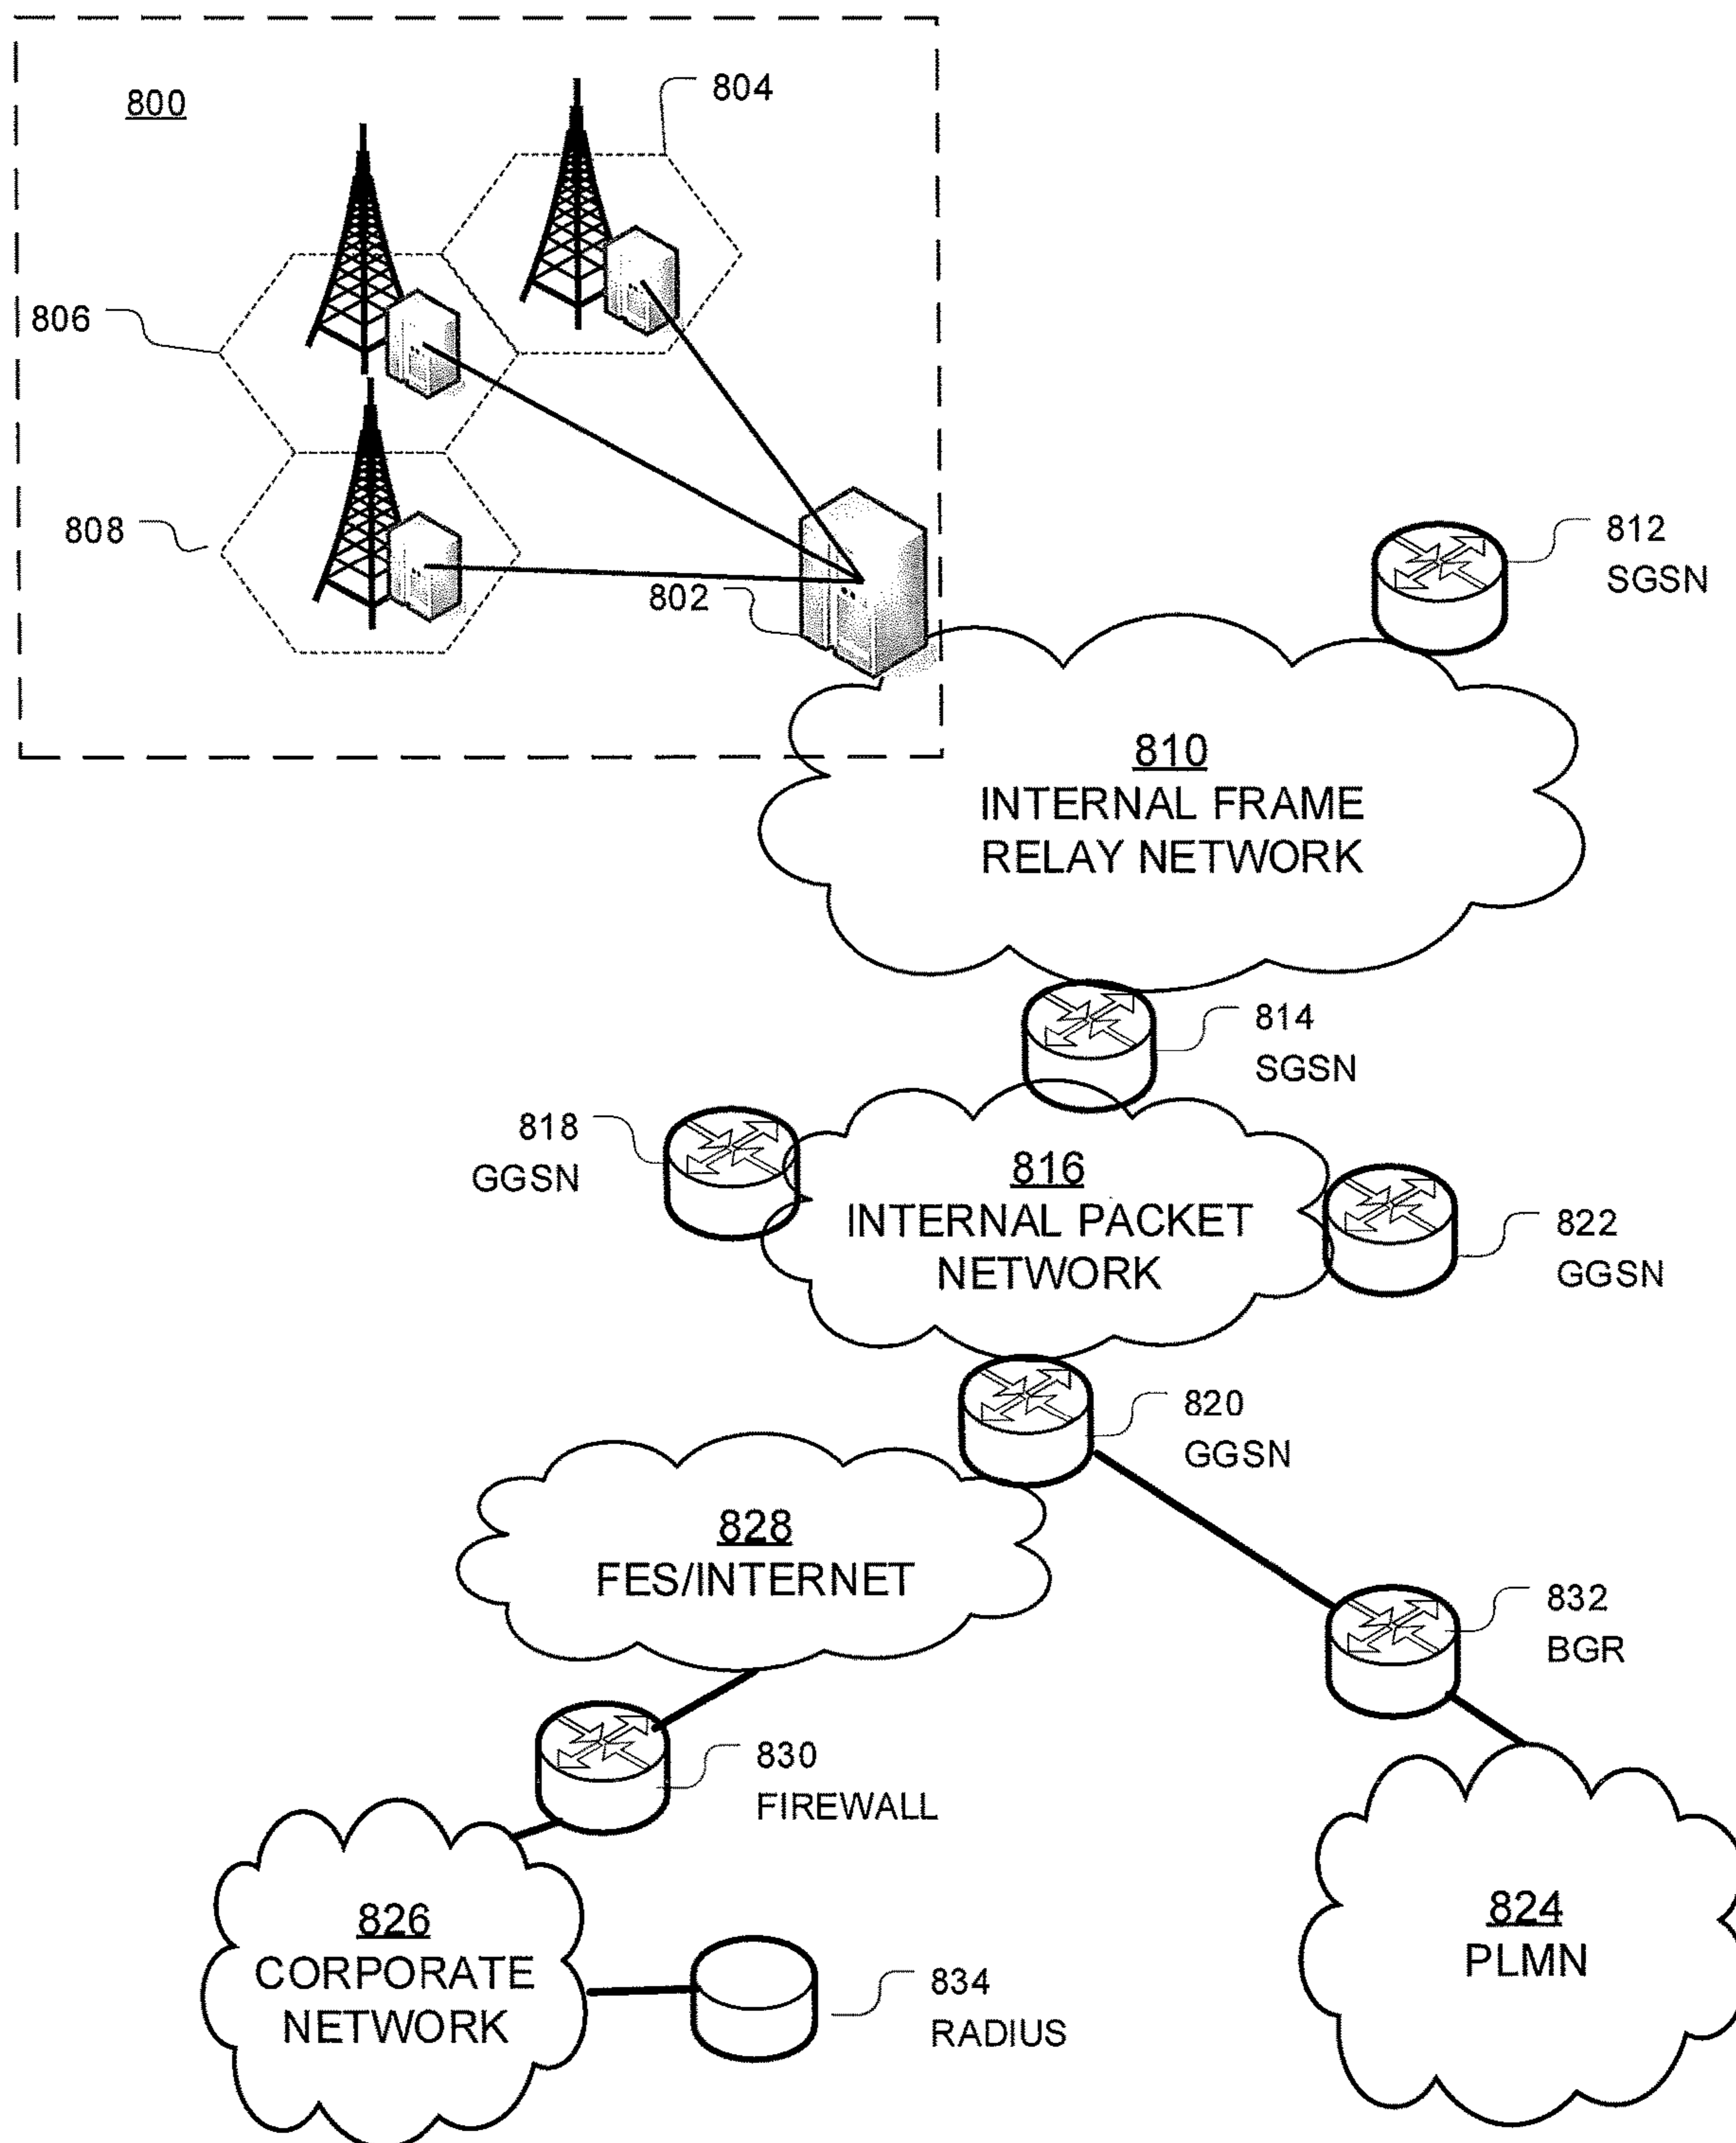 800
804
806
808
802
812
SGSN
810
INTERNAL FRAME
RELAY NETWORK
814
SGSN
818
GGSN
816
INTERNAL PACKET
NETWORK
822
GGSN
820
GGSN
828
FES/INTERNET
832
BGR
830
FIREWALL
826
CORPORATE
NETWORK
834
RADIUS
824
PLMN